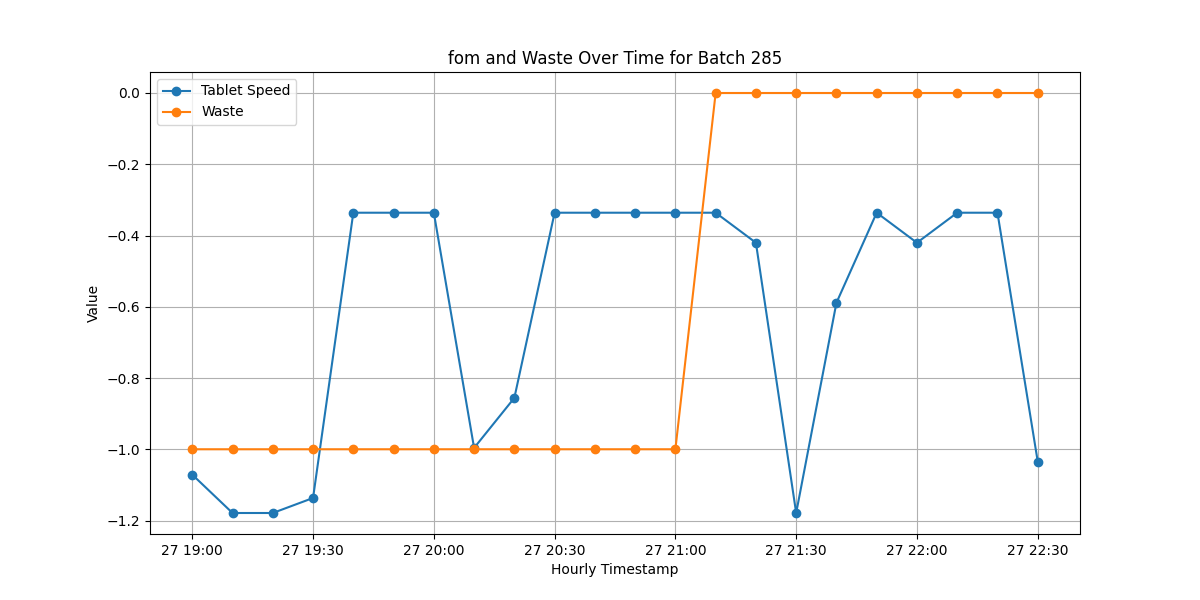 fom and Waste Over Time for Batch 285
Tablet Speed
Waste
0.0
−0.2
−0.4
−0.6
−0.8
−1.0
−1.2
Value
27 19:00 27 19:30 27 20:00 27 20:30 27 21:00 27 21:30 27 22:00 27 22:30
Hourly Timestamp